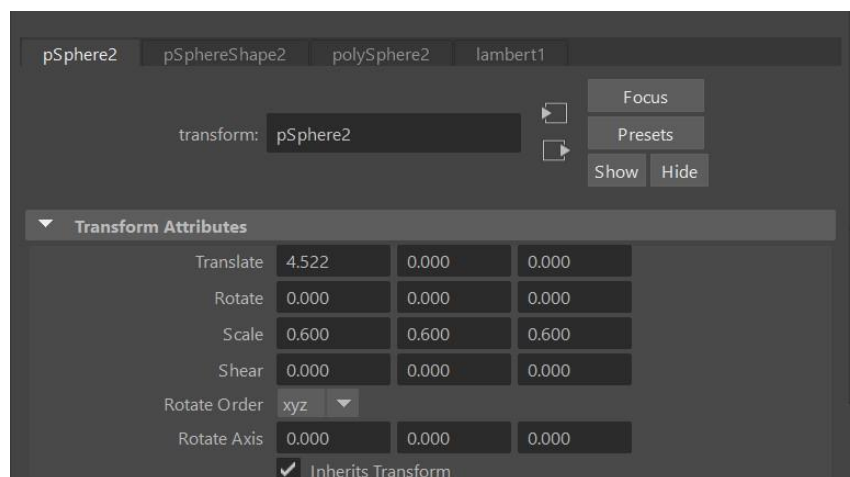 pSphere2 pSphereShape2 polySphere2 lambert1
Focus
transform: pSphere2
Presets
Show Hide
Transform Attributes
Translate 4.522 0.000 0.000
Rotate 0.000 0.000 0.000
Scale 0.600 0.600 0.600
Shear 0.000 0.000 0.000
Rotate Order xyz
Rotate Axis 0.000 0.000 0.000
Inherits Transform